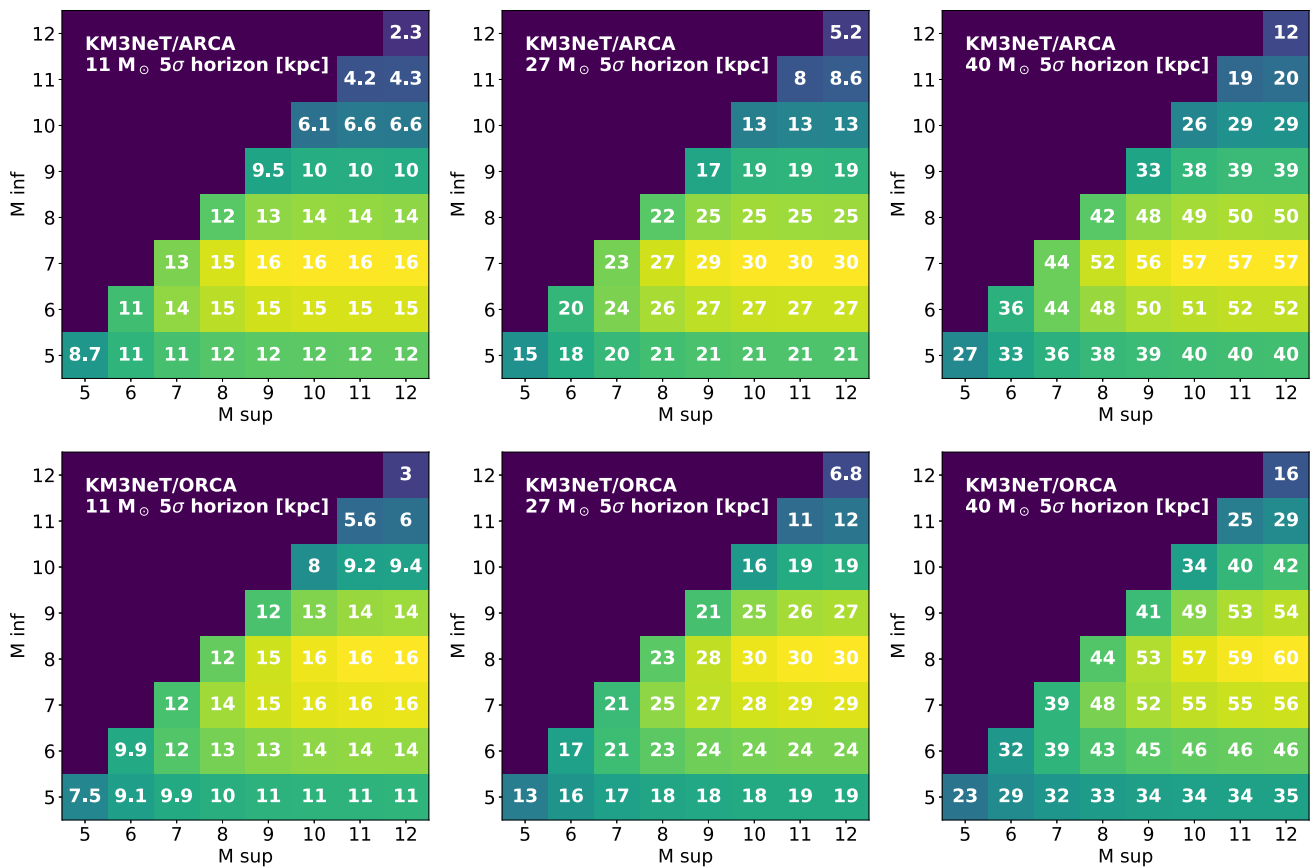 KM3NeT/ARCA
11 M⊙ 5σ horizon [kpc]
M inf
12 2.3
11 4.2 4.3
10 6.1 6.6 6.6
9 9.5 10 10 10
8 12 13 14 14 14
7 13 15 16 16 16 16
6 11 14 15 15 15 15 15
5 8.7 11 11 12 12 12 12 12
5 6 7 8 9 10 11 12
M sup
KM3NeT/ARCA
27 M⊙ 5σ horizon [kpc]
M inf
12 5.2
11 8 8.6
10 13 13 13
9 17 19 19 19
8 22 25 25 25 25
7 23 27 29 30 30 30
6 20 24 26 27 27 27 27
5 15 18 20 21 21 21 21 21
5 6 7 8 9 10 11 12
M sup
KM3NeT/ARCA
40 M⊙ 5σ horizon [kpc]
M inf
12 12
11 19 20
10 26 29 29
9 33 38 39 39
8 42 48 49 50 50
7 44 52 56 57 57 57
6 36 44 48 50 51 52 52
5 27 33 36 38 39 40 40 40
5 6 7 8 9 10 11 12
M sup
KM3NeT/ORCA
11 M⊙ 5σ horizon [kpc]
M inf
12 3
11 5.6 6
10 8 9.2 9.4
9 12 13 14 14
8 12 15 16 16 16
7 12 14 15 16 16 16
6 9.9 12 13 13 14 14 14
5 7.5 9.1 9.9 10 11 11 11 11
5 6 7 8 9 10 11 12
M sup
KM3NeT/ORCA
27 M⊙ 5σ horizon [kpc]
M inf
12 6.8
11 11 12
10 16 19 19
9 21 25 26 27
8 23 28 30 30 30
7 21 25 27 28 29 29
6 17 21 23 24 24 24 24
5 13 16 17 18 18 18 19 19
5 6 7 8 9 10 11 12
M sup
KM3NeT/ORCA
40 M⊙ 5σ horizon [kpc]
M inf
12 16
11 25 29
10 34 40 42
9 41 49 53 54
8 44 53 57 59 60
7 39 48 52 55 55 56
6 32 39 43 45 46 46 46
5 23 29 32 33 34 34 34 35
5 6 7 8 9 10 11 12
M sup